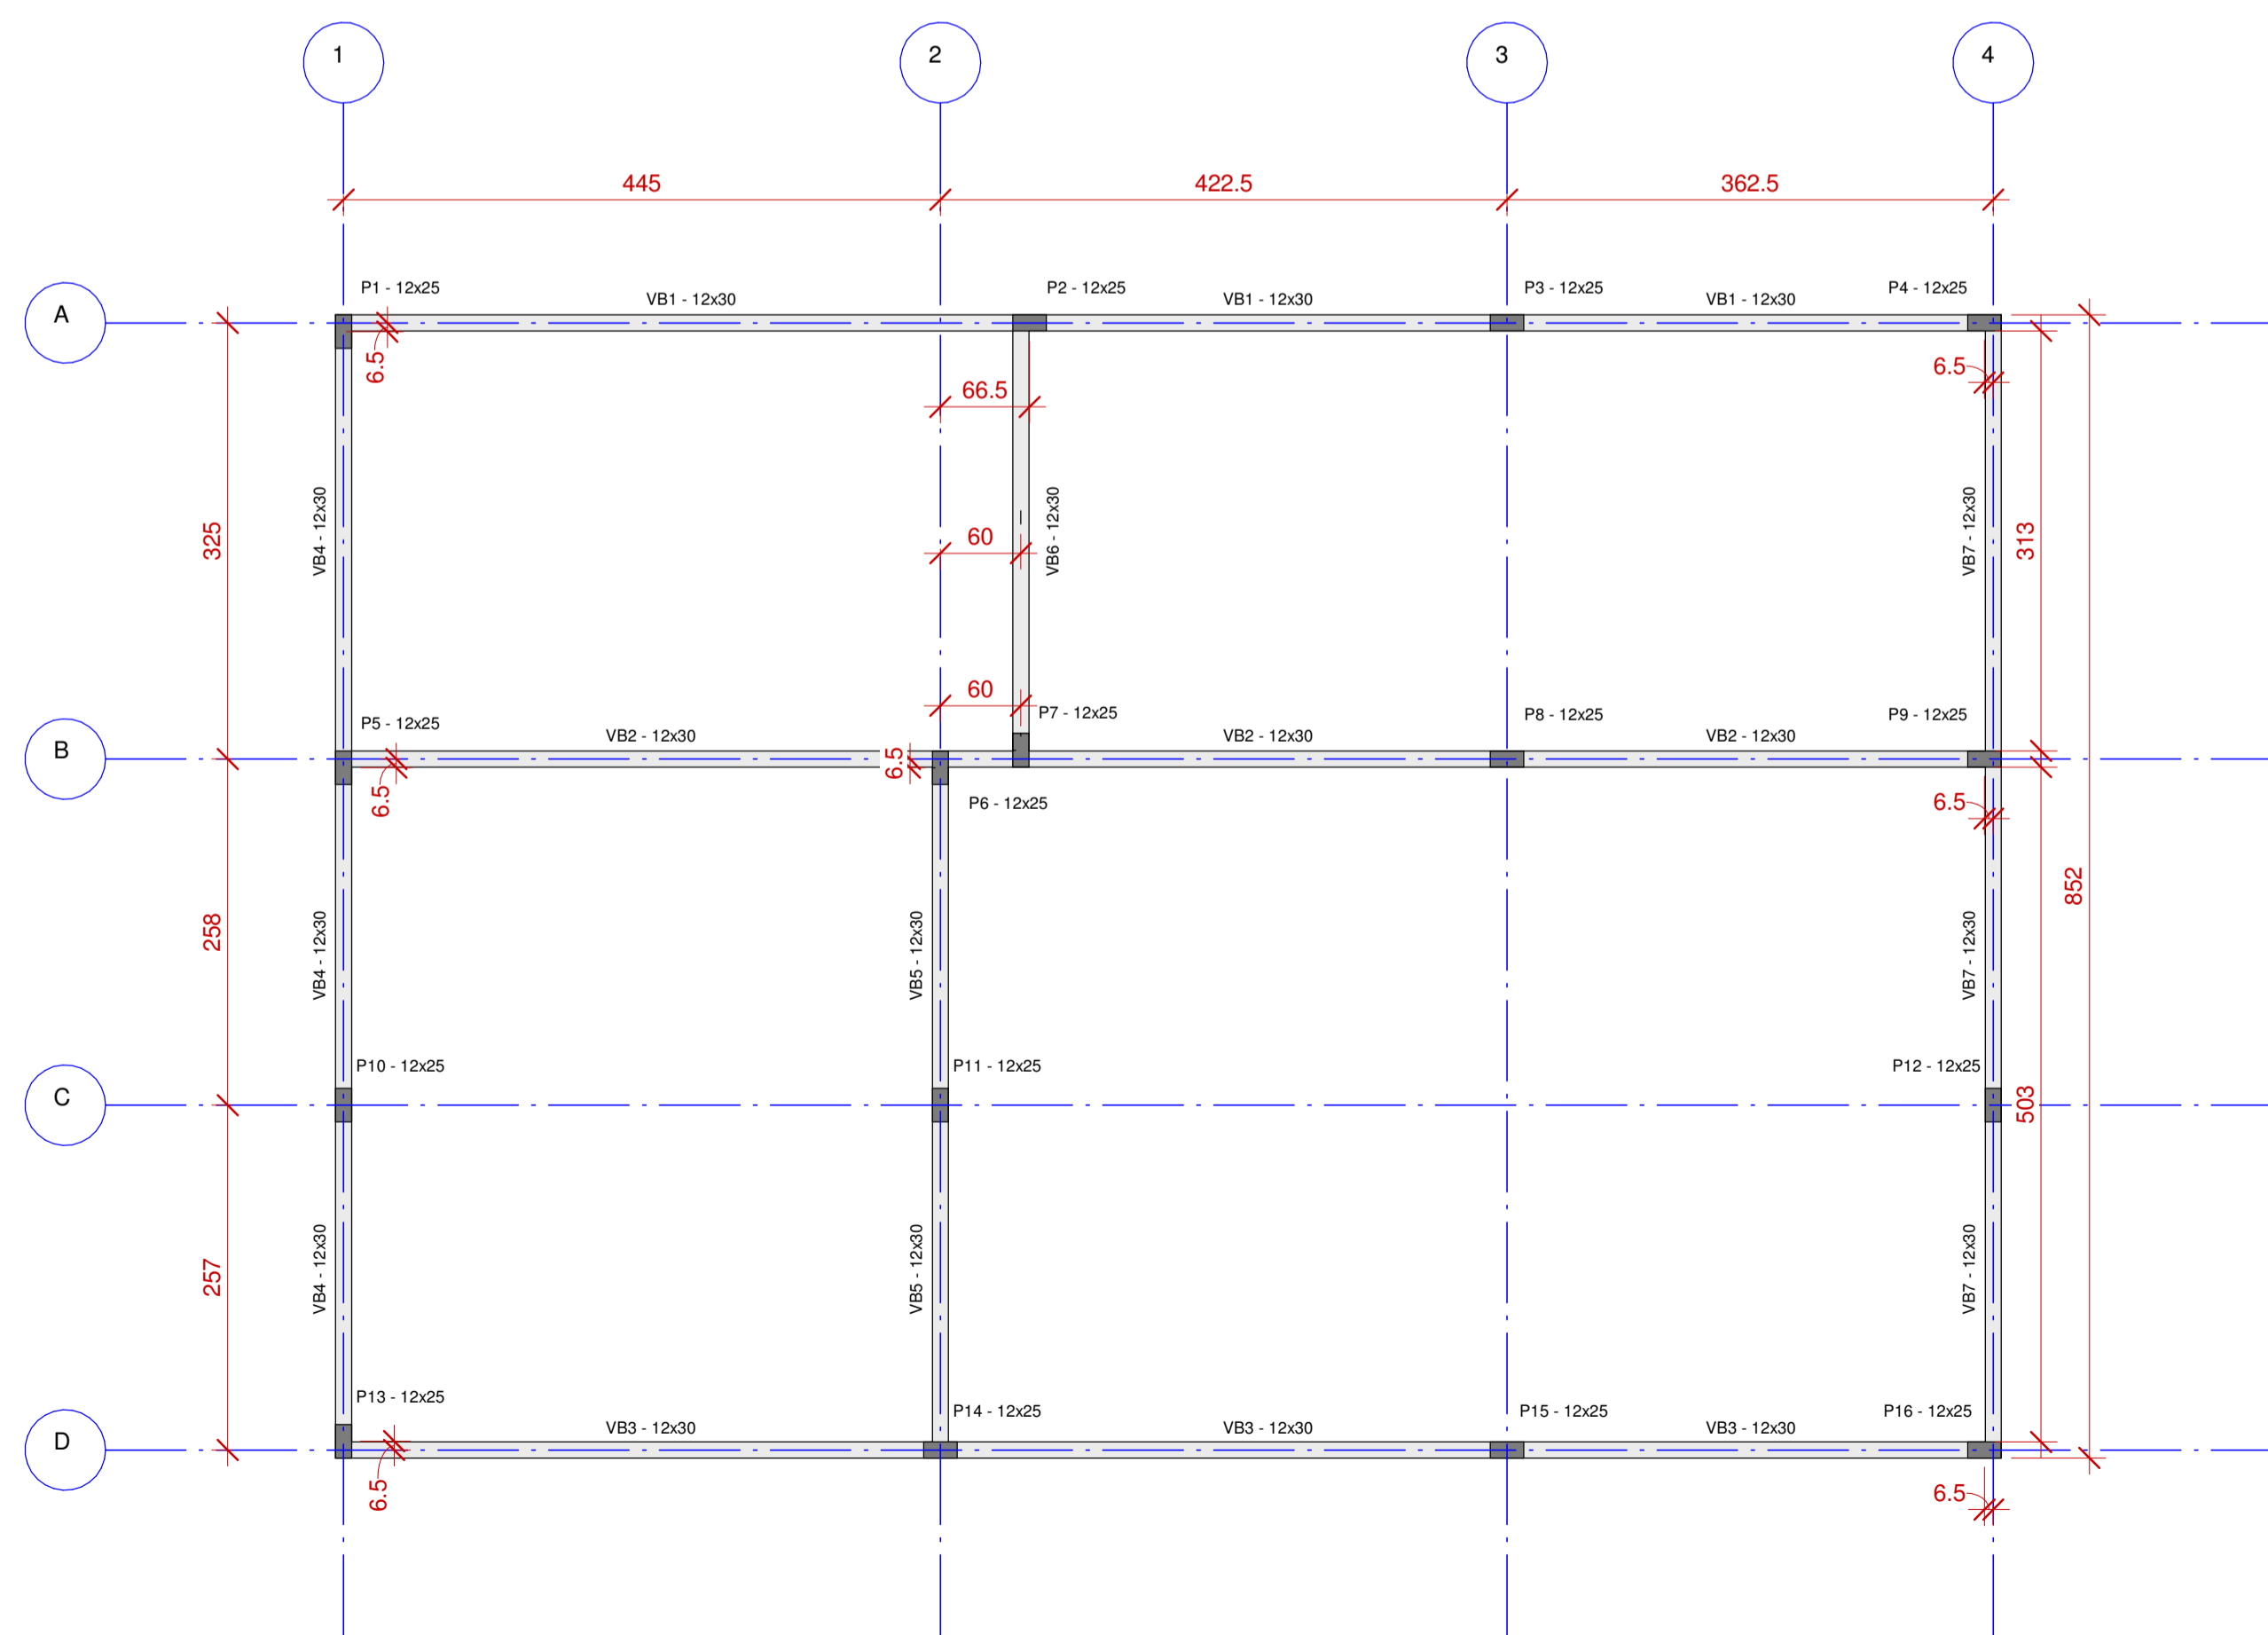 1
2
3
4
445
422.5
362.5
P1 - 12x25
VB1 - 12x30
P2 - 12x25
VB1 - 12x30
P3 - 12x25
VB1 - 12x30
P4 - 12x25
A
6.5
6.5
66.5
325
VB4 - 12x30
60
VB6 - 12x30
VB7 - 12x30
313
60
P5 - 12x25
VB2 - 12x30
P7 - 12x25
VB2 - 12x30
P8 - 12x25
VB2 - 12x30
P9 - 12x25
B
6.5
6.5
P6 - 12x25
6.5
852
258
VB4 - 12x30
VB5 - 12x30
VB7 - 12x30
P10 - 12x25
P11 - 12x25
P12 - 12x25
C
503
257
VB4 - 12x30
VB5 - 12x30
VB7 - 12x30
P13 - 12x25
VB3 - 12x30
P14 - 12x25
VB3 - 12x30
P15 - 12x25
VB3 - 12x30
P16 - 12x25
D
6.5
6.5